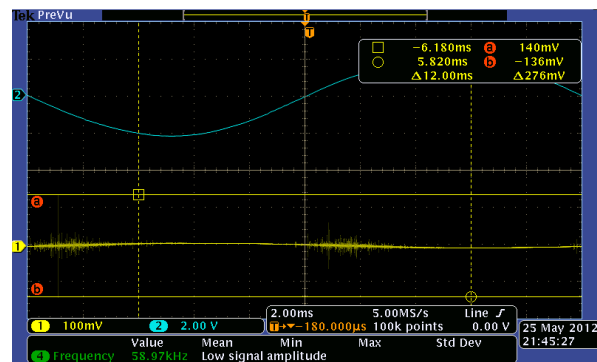 Tek PreVu
T
T
−6.180ms a 140mV
5.820ms b −136mV
Δ12.00ms Δ276mV
2
a
1
b
1 100mV 2 2.00 V
2.00ms 5.00MS/s Line
T→▼−180.000μs 100k points 0.00 V
25 May 2012
21:45:27
Value Mean Min Max Std Dev
4 Frequency 58.97kHz Low signal amplitude